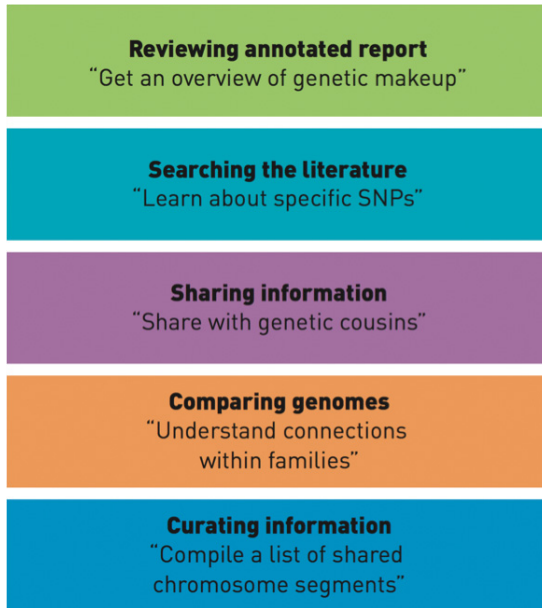 Reviewing annotated report
“Get an overview of genetic makeup”
Searching the literature
“Learn about specific SNPs”
Sharing information
“Share with genetic cousins”
Comparing genomes
“Understand connections
within families”
Curating information
“Compile a list of shared
chromosome segments”